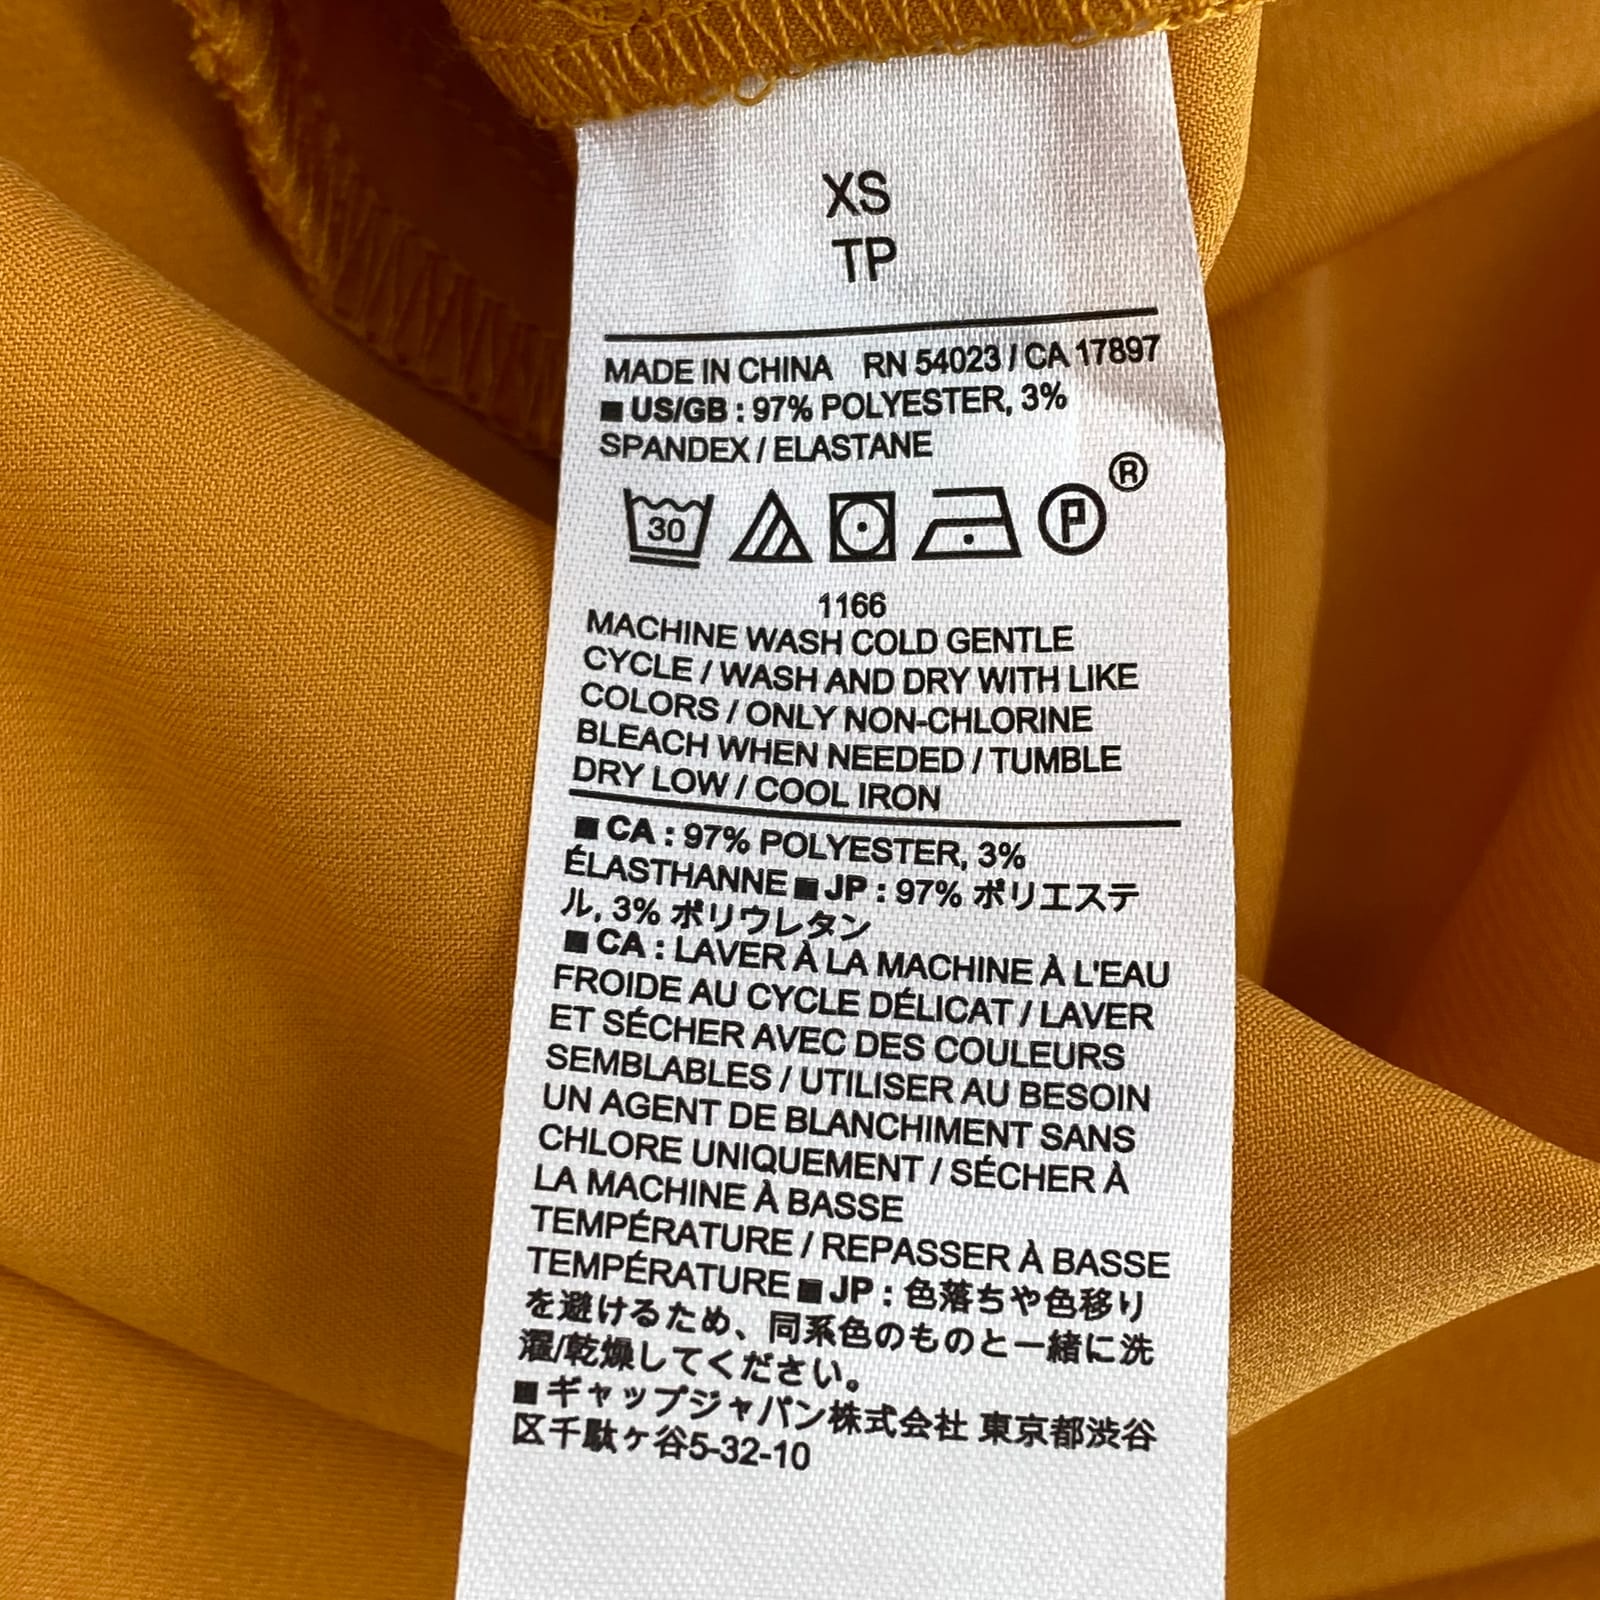 XS
TP
MADE IN CHINA RN 54023 / CA 17897
■ US/GB : 97% POLYESTER, 3%
SPANDEX / ELASTANE
30 P ®
1166
MACHINE WASH COLD GENTLE
CYCLE / WASH AND DRY WITH LIKE
COLORS / ONLY NON-CHLORINE
BLEACH WHEN NEEDED / TUMBLE
DRY LOW / COOL IRON
■ CA : 97% POLYESTER, 3%
ÉLASTHANNE ■ JP : 97% ポリエステ
ル, 3% ポリウレタン
■ CA : LAVER À LA MACHINE À L'EAU
FROIDE AU CYCLE DÉLICAT / LAVER
ET SÉCHER AVEC DES COULEURS
SEMBLABLES / UTILISER AU BESOIN
UN AGENT DE BLANCHIMENT SANS
CHLORE UNIQUEMENT / SÉCHER À
LA MACHINE À BASSE
TEMPÉRATURE / REPASSER À BASSE
TEMPÉRATURE ■ JP : 色落ちや色移り
を避けるため、同系色のものと一緒に洗
濯/乾燥してください。
■ ギャップジャパン株式会社 東京都渋谷
区千駄ヶ谷5-32-10